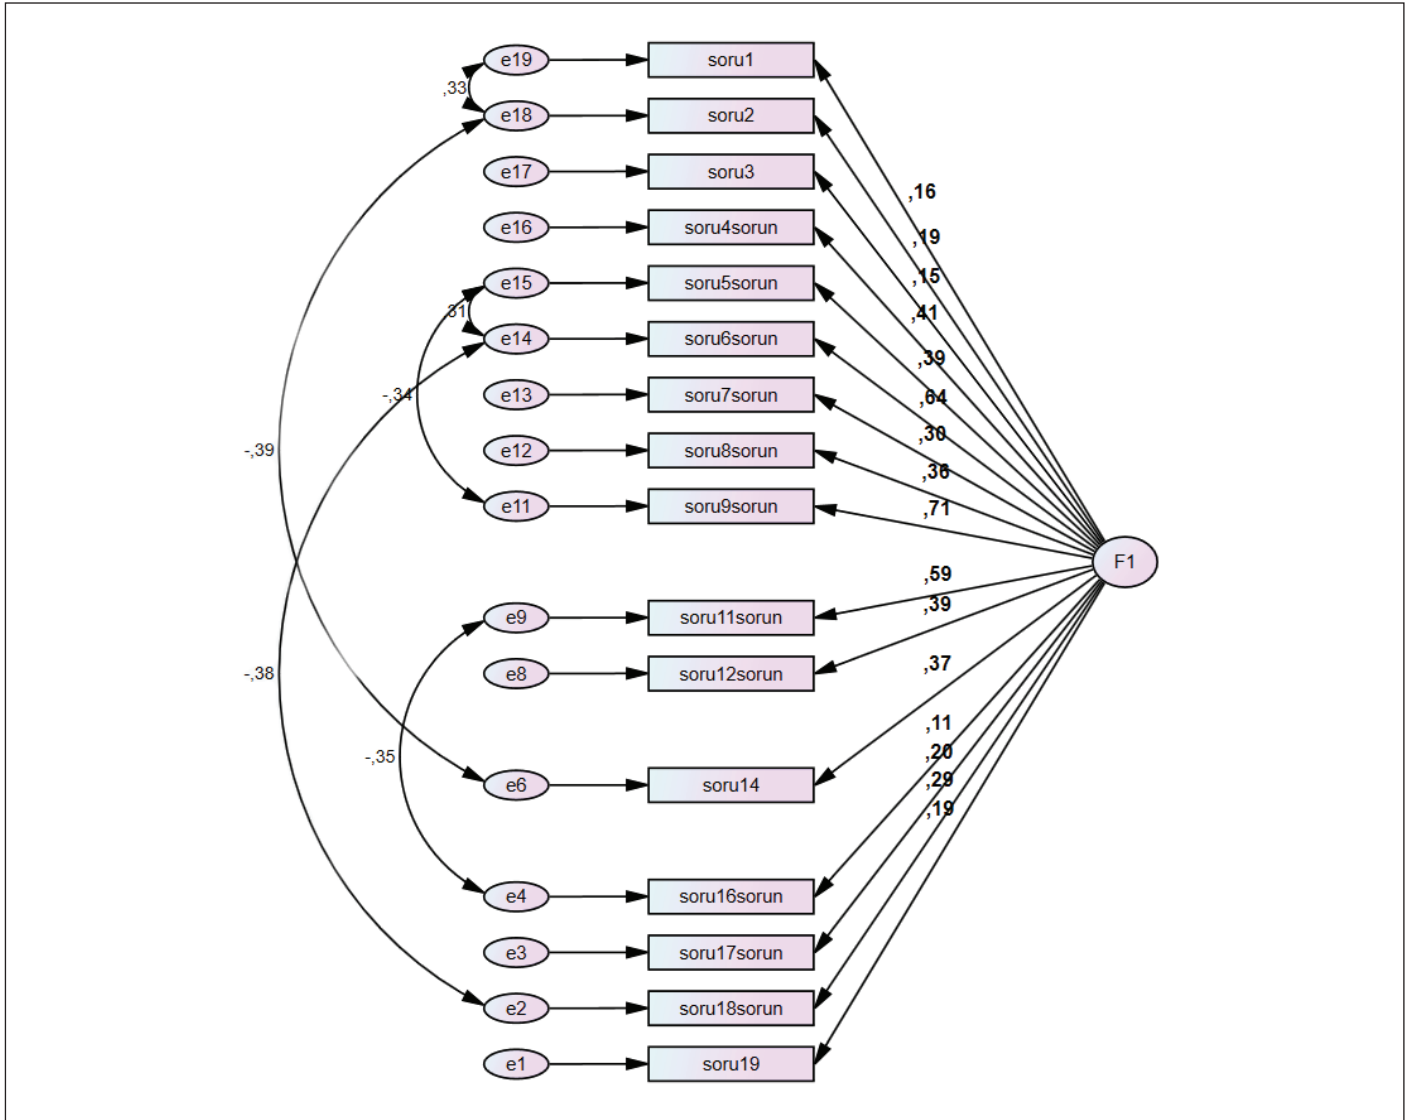 e19 soru1
,33
e18 soru2
e17 soru3
,16
e16 soru4sorun
,19
e15 soru5sorun
,15
31
,41
e14 soru6sorun
,39
e13 soru7sorun
-,34
,64
,30
e12 soru8sorun
-,39
,36
e11 soru9sorun
,71
F1
,59
,39
e9 soru11sorun
e8 soru12sorun
-,38
,37
,11
-,35
,20
e6 soru14
,29
,19
e4 soru16sorun
e3 soru17sorun
e2 soru18sorun
e1 soru19